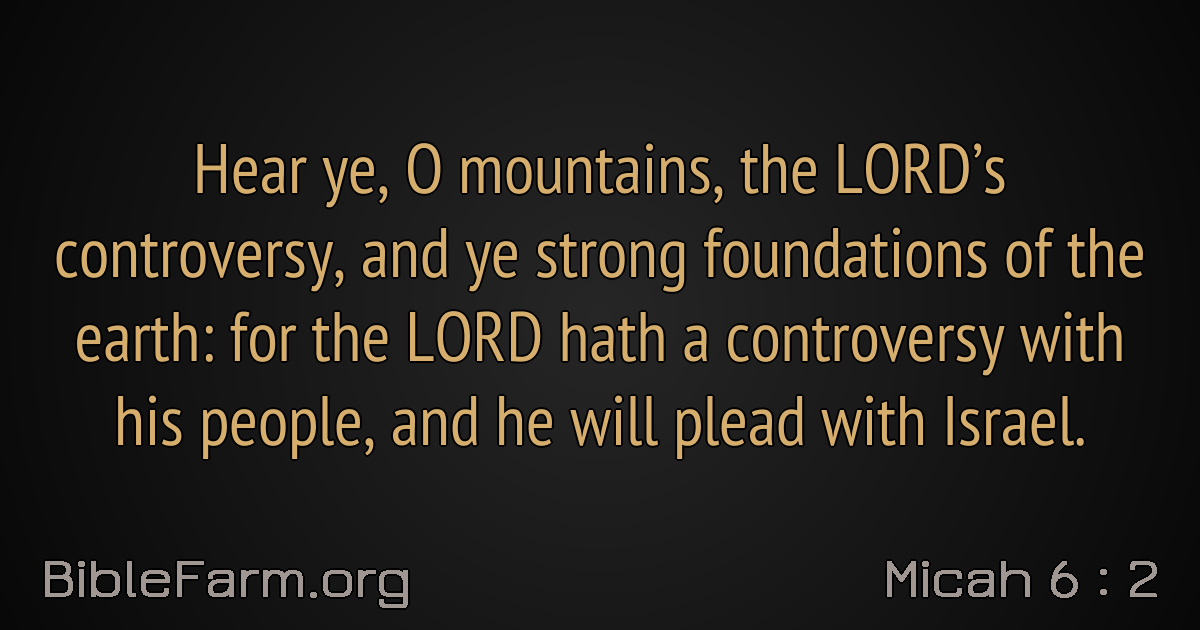 Hear ye, O mountains, the LORD’s
controversy, and ye strong foundations of the
earth: for the LORD hath a controversy with
his people, and he will plead with Israel.
BibleFarm.org
Micah 6 : 2